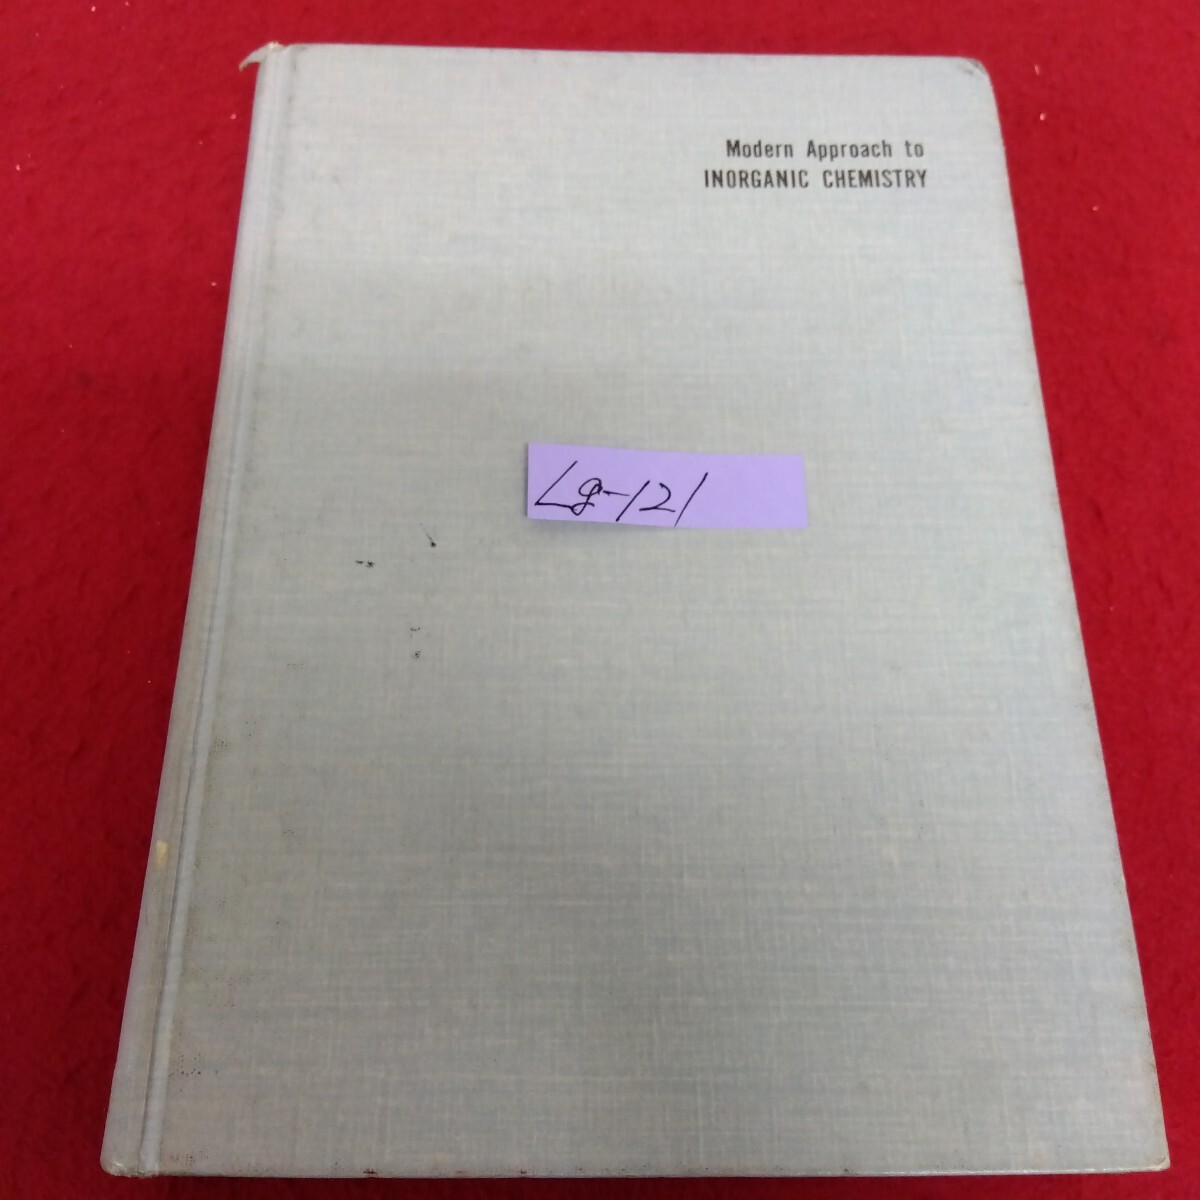 Modern Approach to
INORGANIC CHEMISTRY
Lg-121